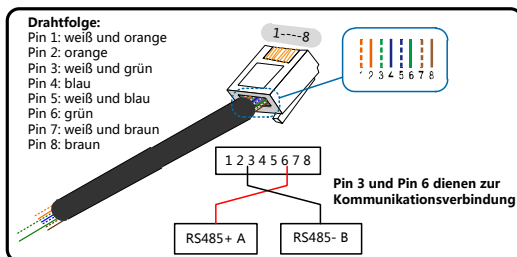 Drahtfolge:
Pin 1: weiß und orange
Pin 2: orange
Pin 3: weiß und grün
Pin 4: blau
Pin 5: weiß und blau
Pin 6: grün
Pin 7: weiß und braun
Pin 8: braun
1----8
1 2 3 4 5 6 7 8
1 2 3 4 5 6 7 8
Pin 3 und Pin 6 dienen zur
Kommunikationsverbindung
RS485+ A
RS485- B